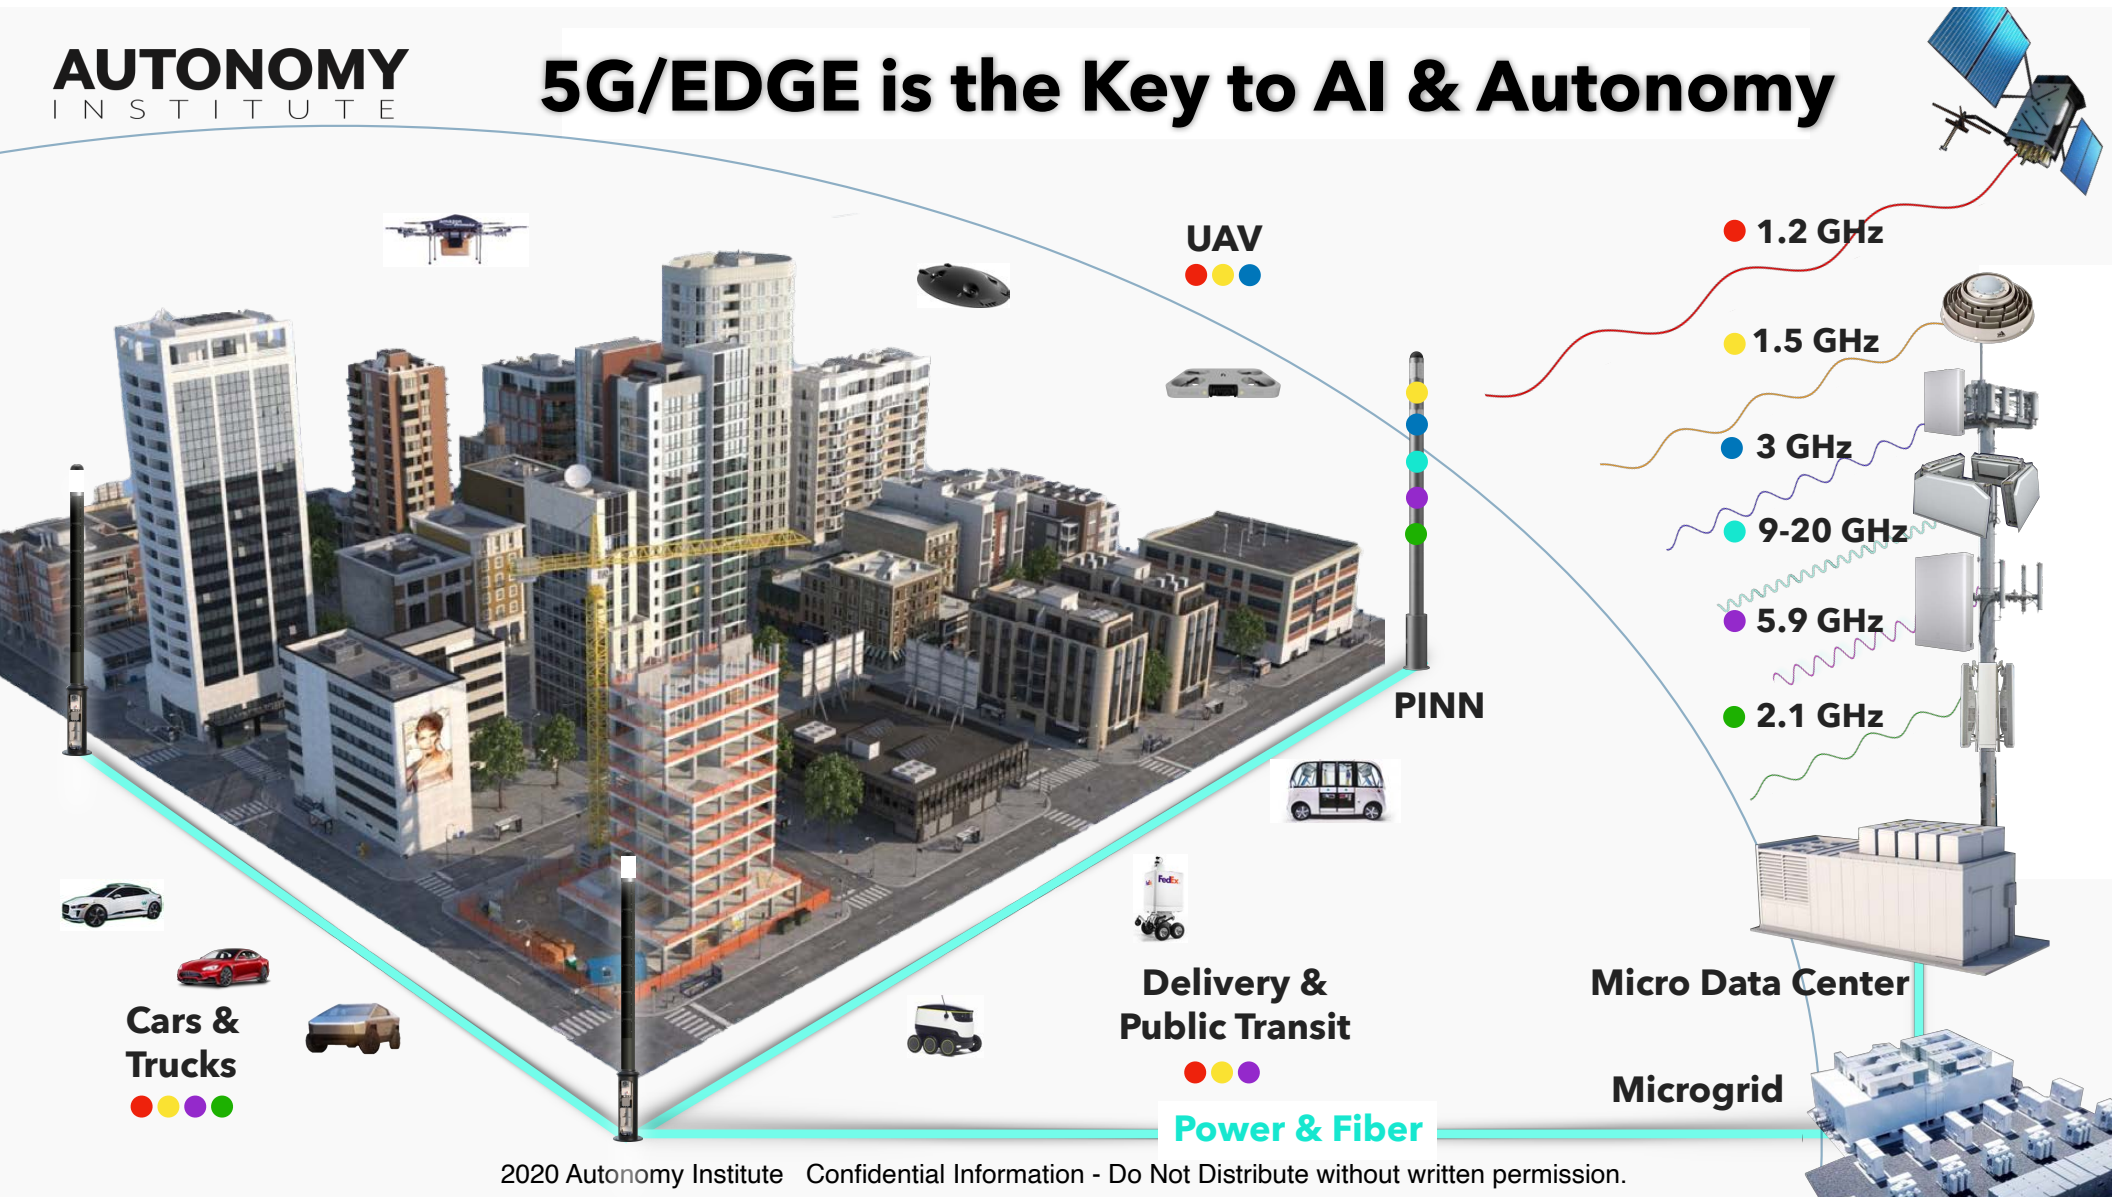 AUTONOMY
INSTITUTE
5G/EDGE is the Key to AI & Autonomy
UAV
1.2 GHz
1.5 GHz
3 GHz
9-20 GHz
5.9 GHz
2.1 GHz
PINN
FedEx
Delivery &
Public Transit
Cars &
Trucks
Micro Data Center
Microgrid
Power & Fiber
2020 Autonomy Institute Confidential Information - Do Not Distribute without written permission.